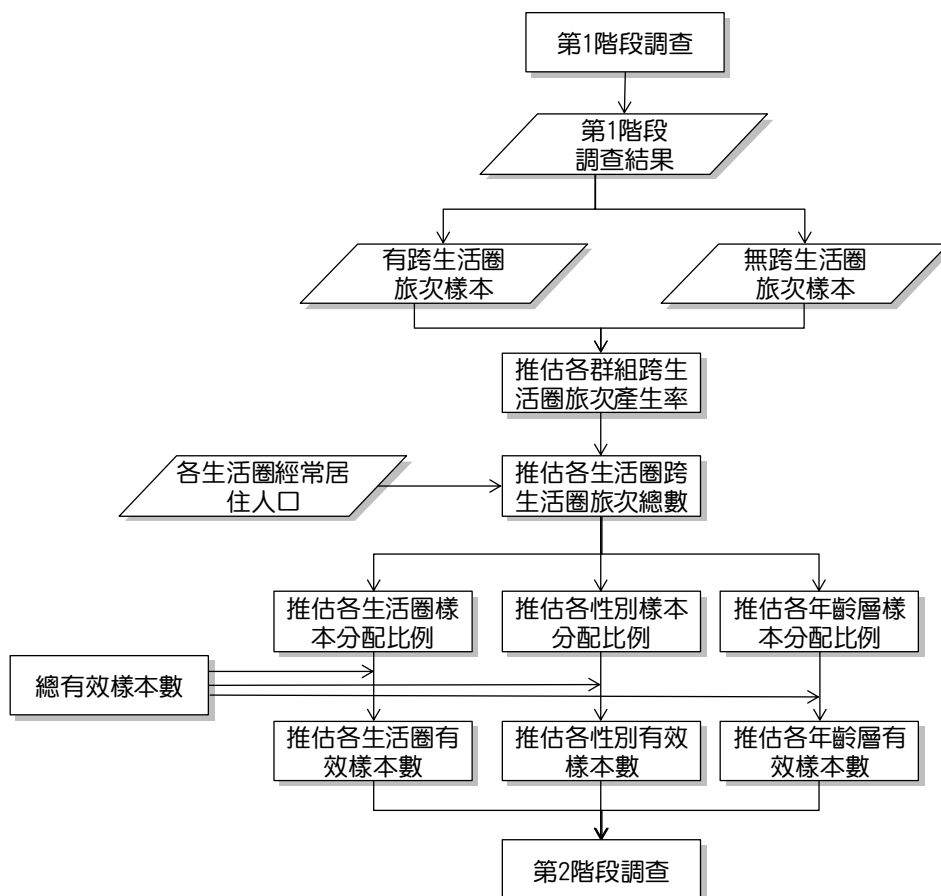 第1階段調查
第1階段
調查結果
有跨生活圈
旅次樣本
無跨生活圈
旅次樣本
推估各群組跨生
活圈旅次產生率
各生活圈經常居
住人口
推估各生活圈跨
生活圈旅次總數
推估各生活圈樣
本分配比例
推估各性別樣本
分配比例
推估各年齡層樣
本分配比例
總有效樣本數
推估各生活圈有
效樣本數
推估各性別有效
樣本數
推估各年齡層有
效樣本數
第2階段調查